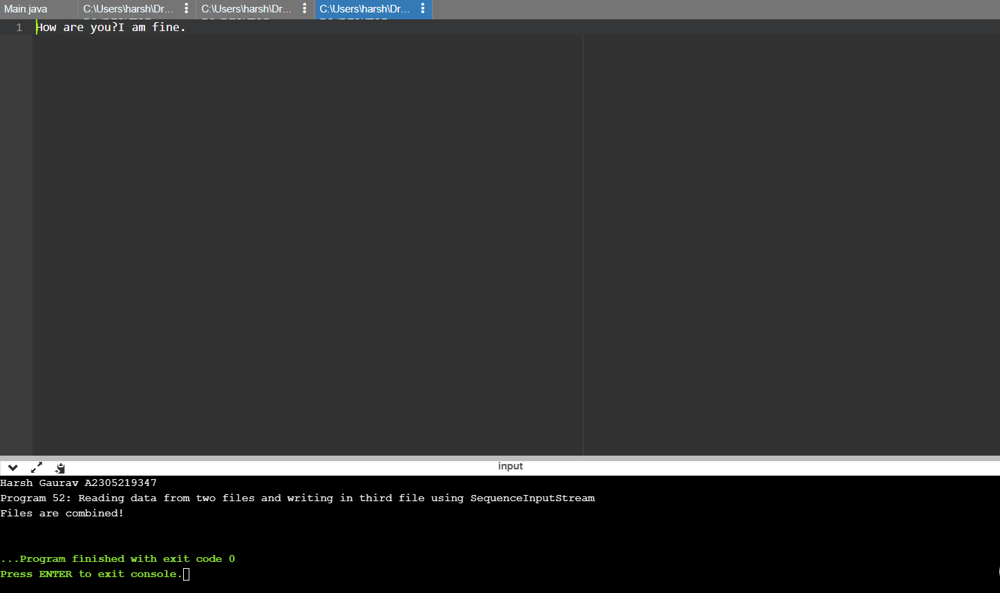 Main.java
C:\Users\harsh\Dr...
C:\Users\harsh\Dr...
C:\Users\harsh\Dr...
1 How are you?I am fine.
input
Harsh Gaurav A2305219347
Program 52: Reading data from two files and writing in third file using SequenceInputStream
Files are combined!
...Program finished with exit code 0
Press ENTER to exit console.